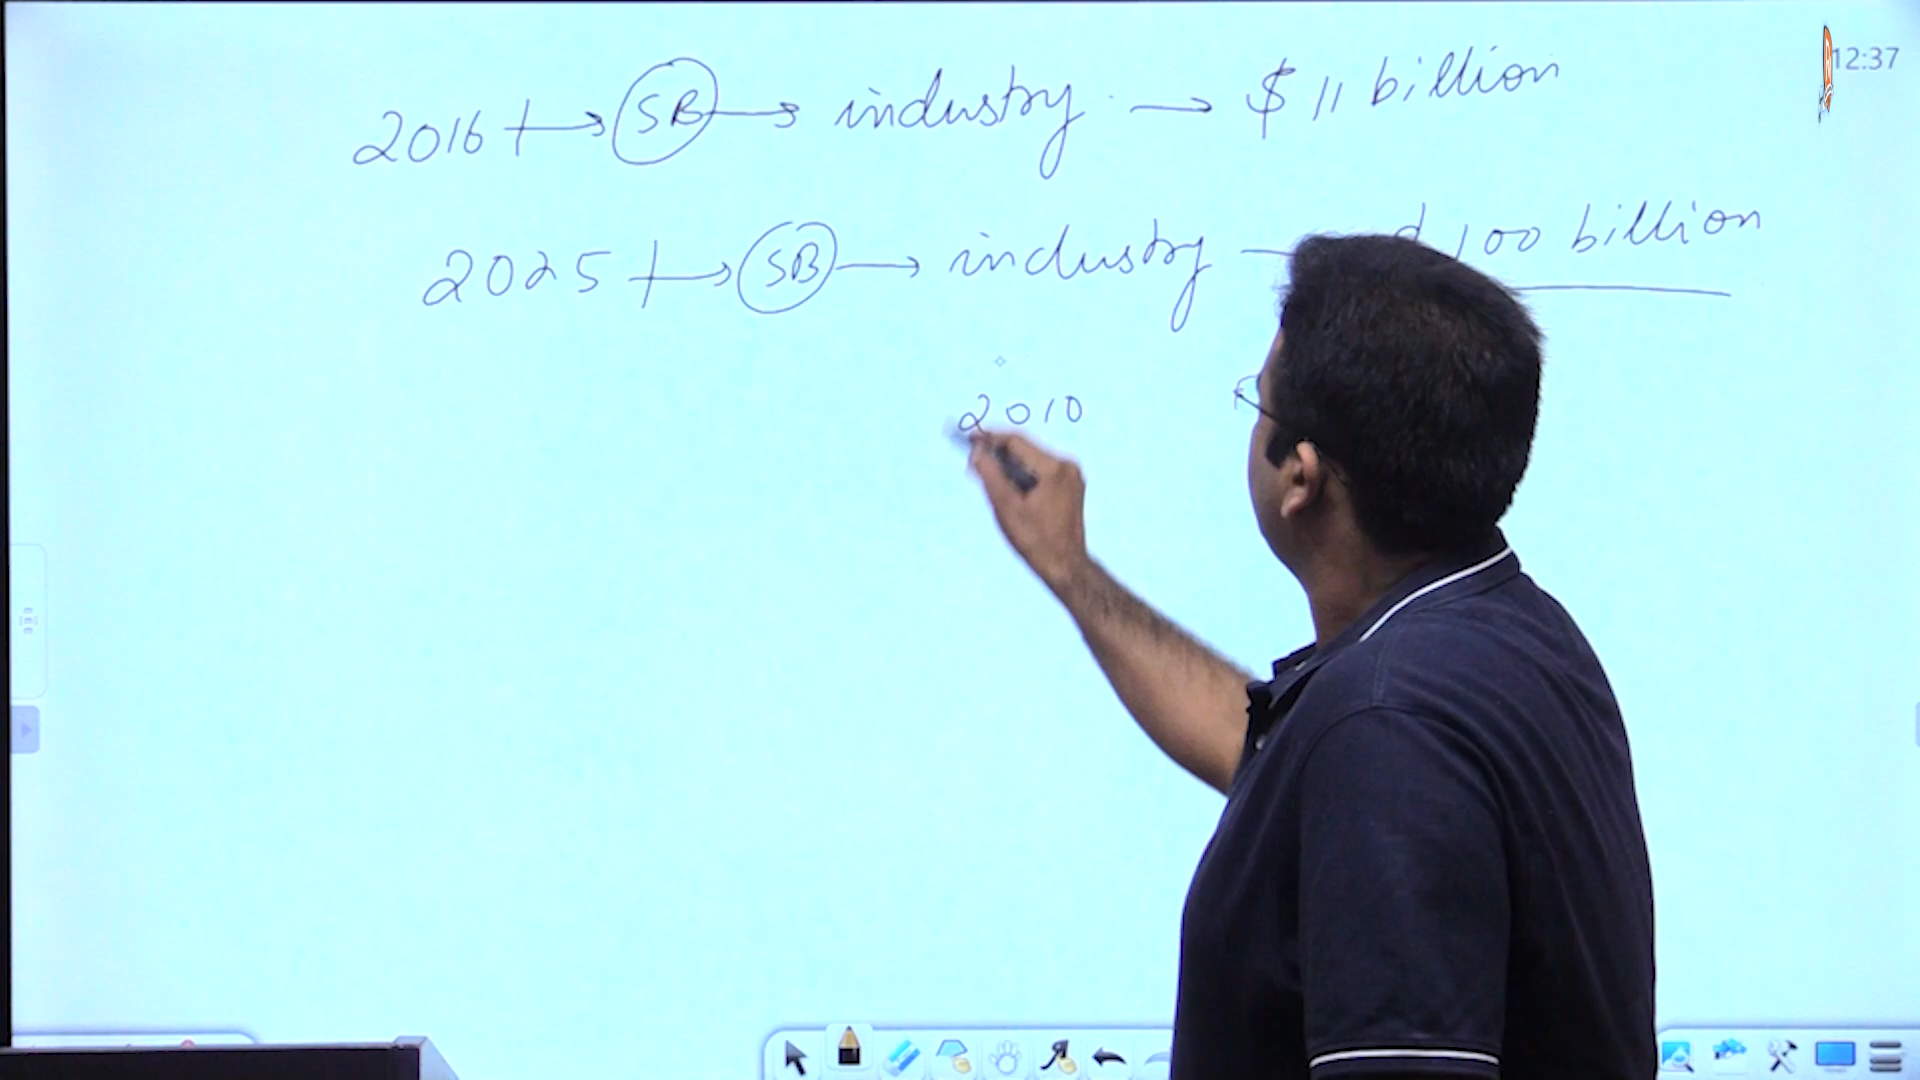 12:37
2016 → SB → industry → $ 11 billion
2025 → SB → industry — 100 billion
2010